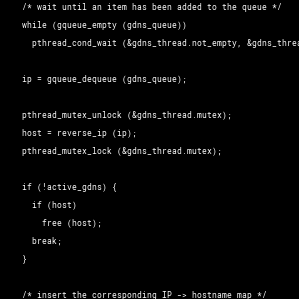 /* wait until an item has been added to the queue */
while (gqueue_empty (gdns_queue))
pthread_cond_wait (&gdns_thread.not_empty, &gdns_threa
ip = gqueue_dequeue (gdns_queue);
pthread_mutex_unlock (&gdns_thread.mutex);
host = reverse_ip (ip);
pthread_mutex_lock (&gdns_thread.mutex);
if (!active_gdns) {
if (host)
free (host);
break;
}
/* insert the corresponding IP -> hostname map */